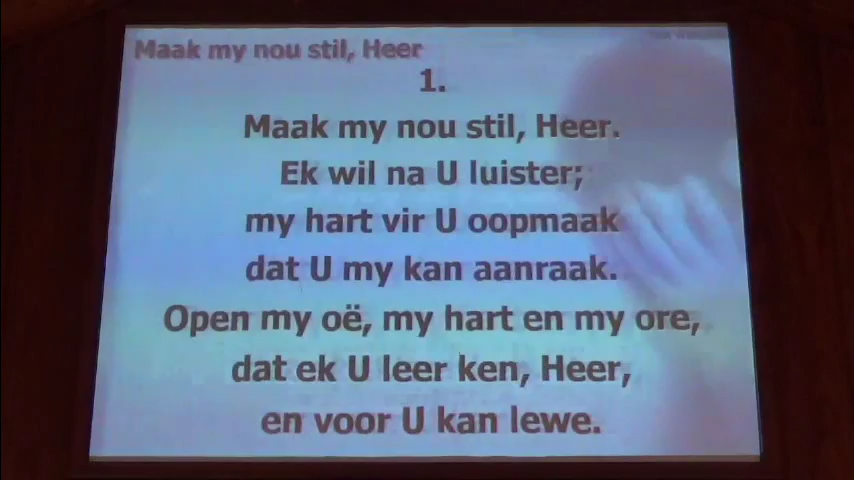 Maak my nou stil, Heer
1.
Maak my nou stil, Heer.
Ek wil na U luister;
my hart vir U oopmaak
dat U my kan aanraak.
Open my oë, my hart en my ore,
dat ek U leer ken, Heer,
en voor U kan lewe.